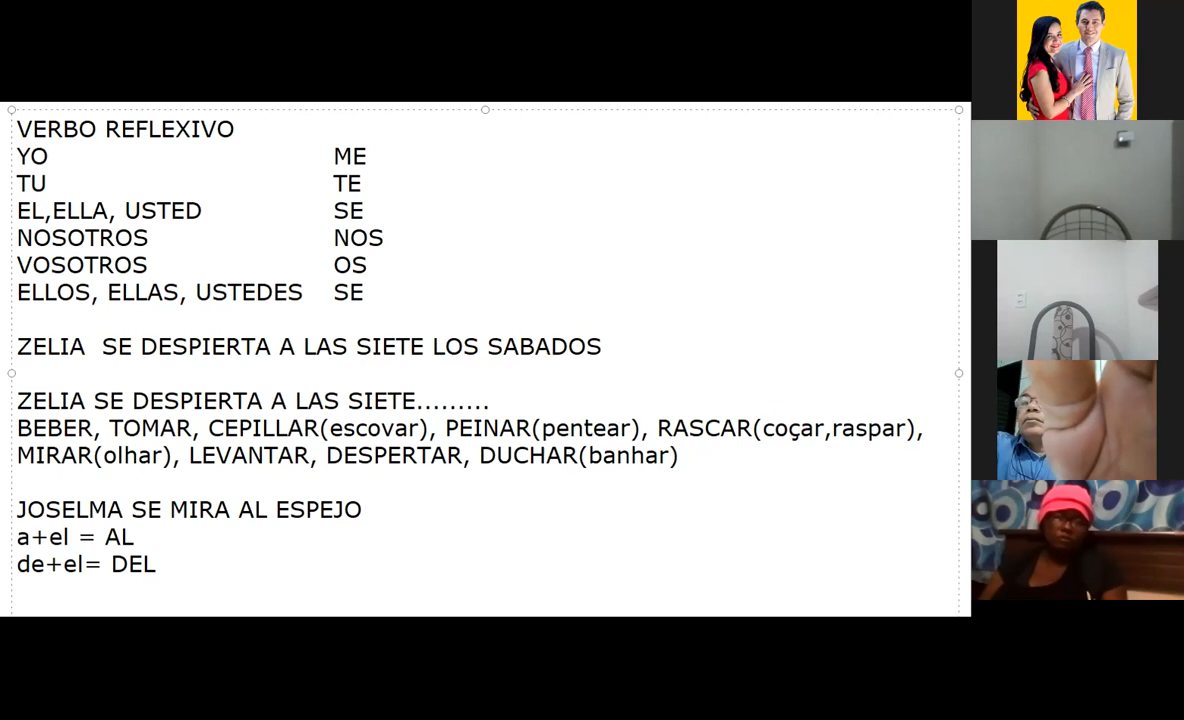 VERBO REFLEXIVO
YO ME
TU TE
EL,ELLA, USTED SE
NOSOTROS NOS
VOSOTROS OS
ELLOS, ELLAS, USTEDES SE
ZELIA SE DESPIERTA A LAS SIETE LOS SABADOS
ZELIA SE DESPIERTA A LAS SIETE.........
BEBER, TOMAR, CEPILLAR(escovar), PEINAR(pentear), RASCAR(coçar,raspar),
MIRAR(olhar), LEVANTAR, DESPERTAR, DUCHAR(banhar)
JOSELMA SE MIRA AL ESPEJO
a+el = AL
de+el= DEL